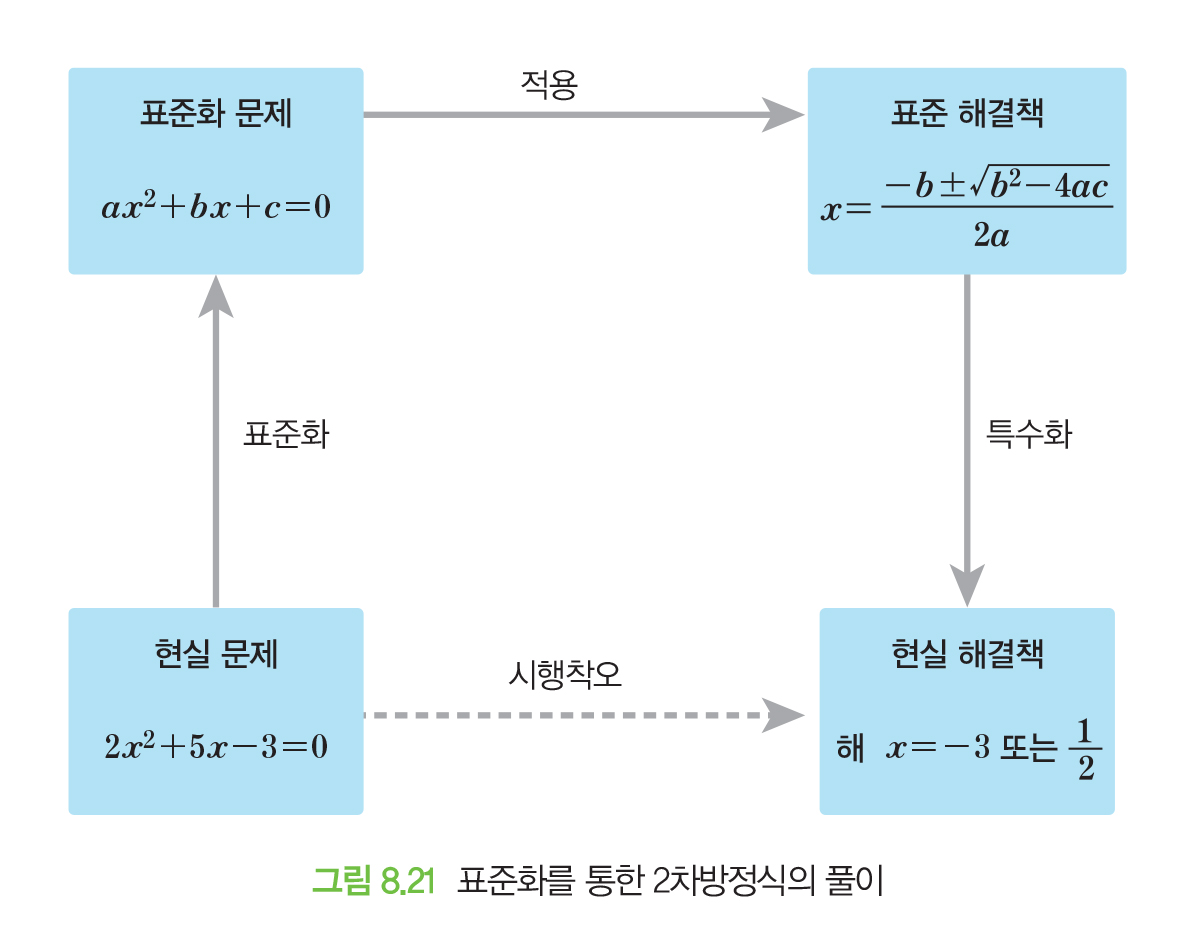 표준화 문제
ax²+bx+c=0
적용
표준 해결책
x=(-b±√(b²-4ac))/(2a)
표준화
특수화
현실 문제
2x²+5x-3=0
시행착오
현실 해결책
해 x=-3 또는 1/2
그림 8.21 표준화를 통한 2차방정식의 풀이